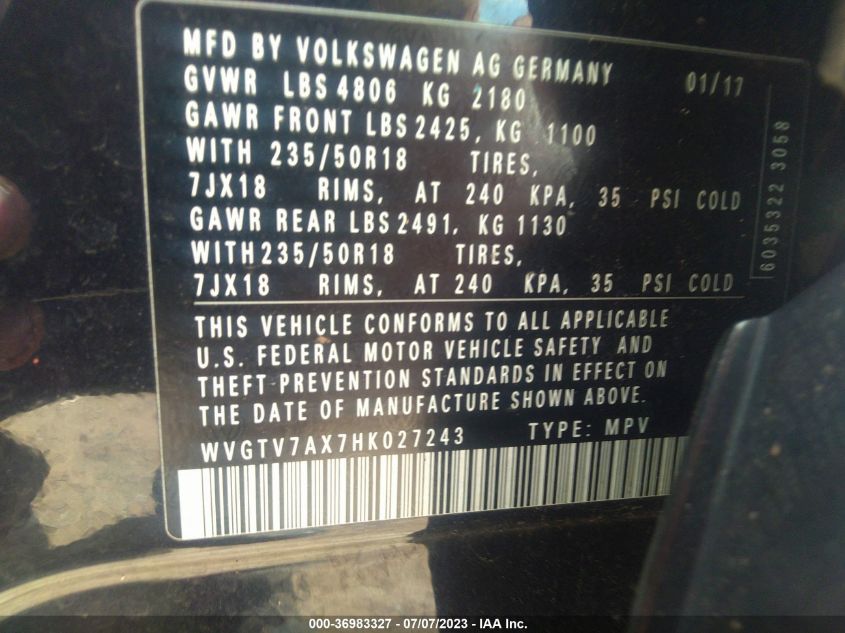 MFD BY VOLKSWAGEN AG GERMANY 01/17
GVWR LBS 4806 KG 2180
GAWR FRONT LBS 2425, KG 1100
WITH 235/50R18 TIRES,
7JX18 RIMS, AT 240 KPA, 35 PSI COLD
GAWR REAR LBS 2491, KG 1130
WITH 235/50R18 TIRES,
7JX18 RIMS, AT 240 KPA, 35 PSI COLD
6035322 3058
THIS VEHICLE CONFORMS TO ALL APPLICABLE
U.S. FEDERAL MOTOR VEHICLE SAFETY AND
THEFT PREVENTION STANDARDS IN EFFECT ON
THE DATE OF MANUFACTURE SHOWN ABOVE.
WVGTV7AX7HK027243 TYPE: MPV
000-36983327 - 07/07/2023 - IAA Inc.